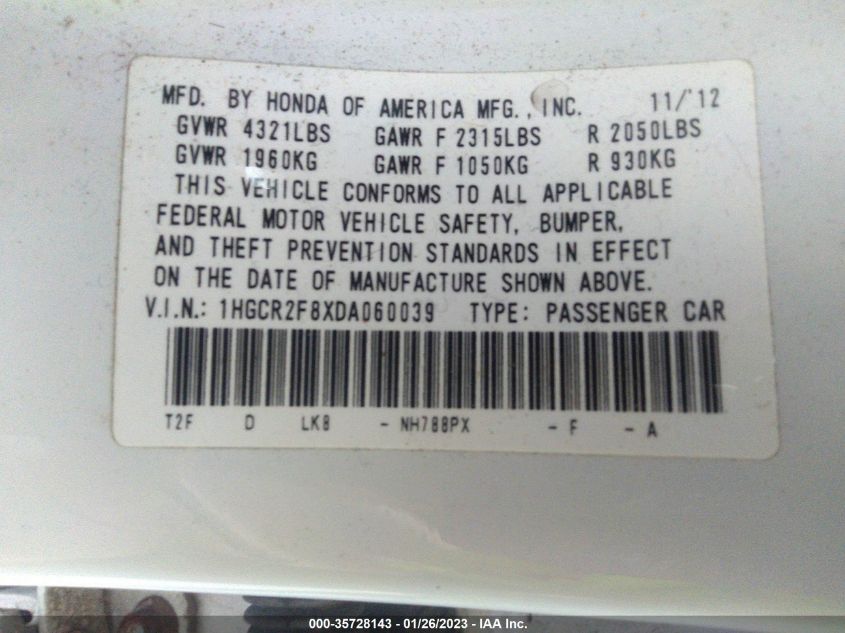 MFD. BY HONDA OF AMERICA MFG., INC. 11/'12
GVWR 4321LBS GAWR F 2315LBS R 2050LBS
GVWR 1960KG GAWR F 1050KG R 930KG
THIS VEHICLE CONFORMS TO ALL APPLICABLE
FEDERAL MOTOR VEHICLE SAFETY, BUMPER,
AND THEFT PREVENTION STANDARDS IN EFFECT
ON THE DATE OF MANUFACTURE SHOWN ABOVE.
V.I.N.: 1HGCR2F8XDA060039 TYPE: PASSENGER CAR
T2F D LK8 - NH788PX - F - A
000-35728143 - 01/26/2023 - IAA Inc.